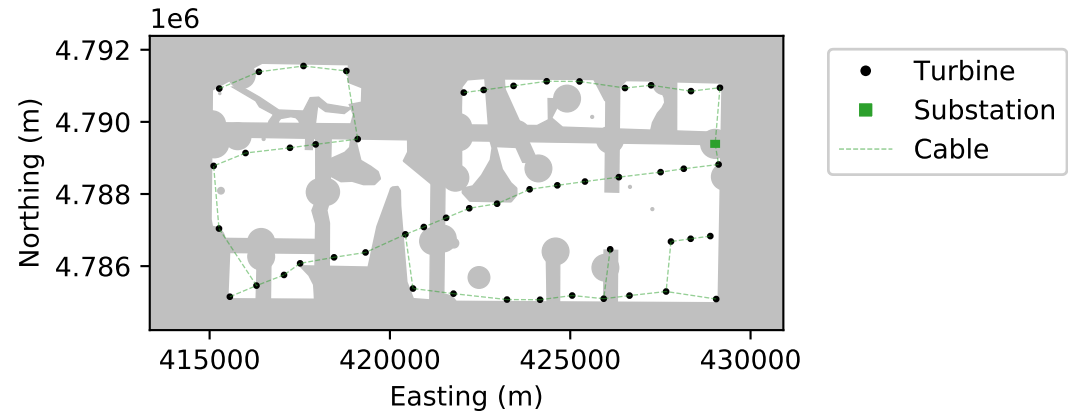 1e6
4.792
4.790
4.788
4.786
Northing (m)
415000 420000 425000 430000
Easting (m)
Turbine
Substation
Cable